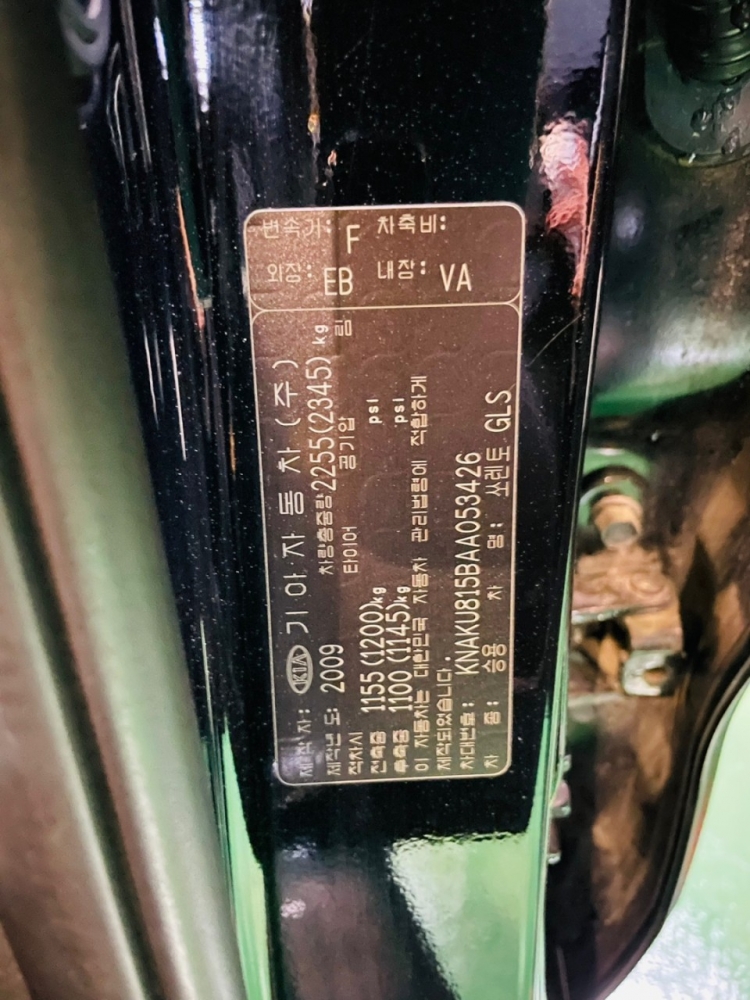 변속기: F 차축비:
외장: EB 내장: VA
제작자: KIA 기아자동차(주)
제작년도: 2009 차량총중량 2255(2345) kg
적차시 타이어 공기압
전축중 1155 (1200)kg psi
후축중 1100 (1145)kg psi
이 자동차는 대한민국 자동차 관리법령에 적합하게
제작되었습니다.
차대번호: KNAKU815BAA053426
차종: 승용 차명: 쏘렌토 GLS